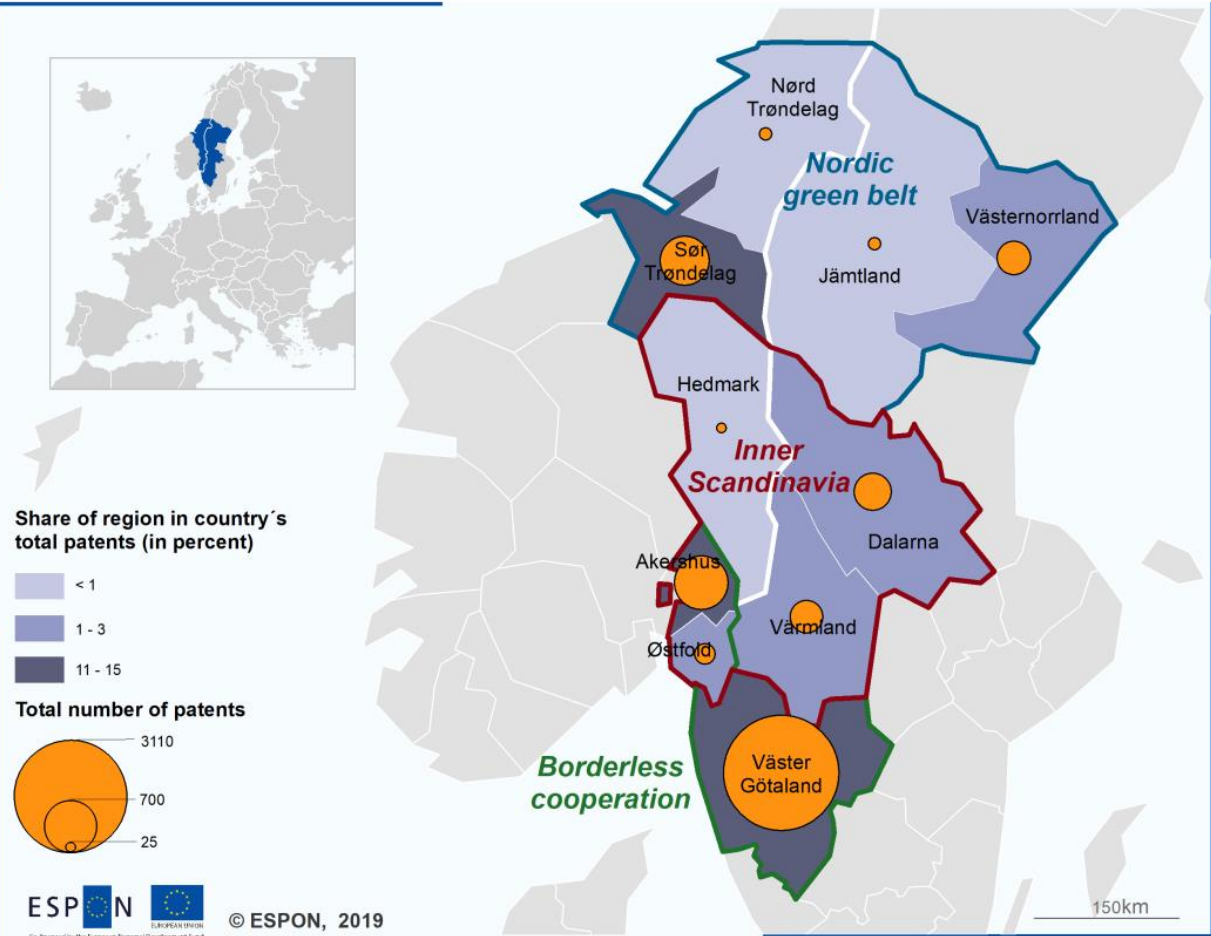 Nørd
Trøndelag
Nordic
green belt
Västernorrland
Sør
Trøndelag
Jämtland
Hedmark
Inner
Scandinavia
Dalarna
Akershus
Värmland
Østfold
Väster
Götaland
Borderless
cooperation
Share of region in country´s
total patents (in percent)
< 1
1 - 3
11 - 15
Total number of patents
3110
700
25
ESPON
EUROPEAN UNION
© ESPON, 2019
150km